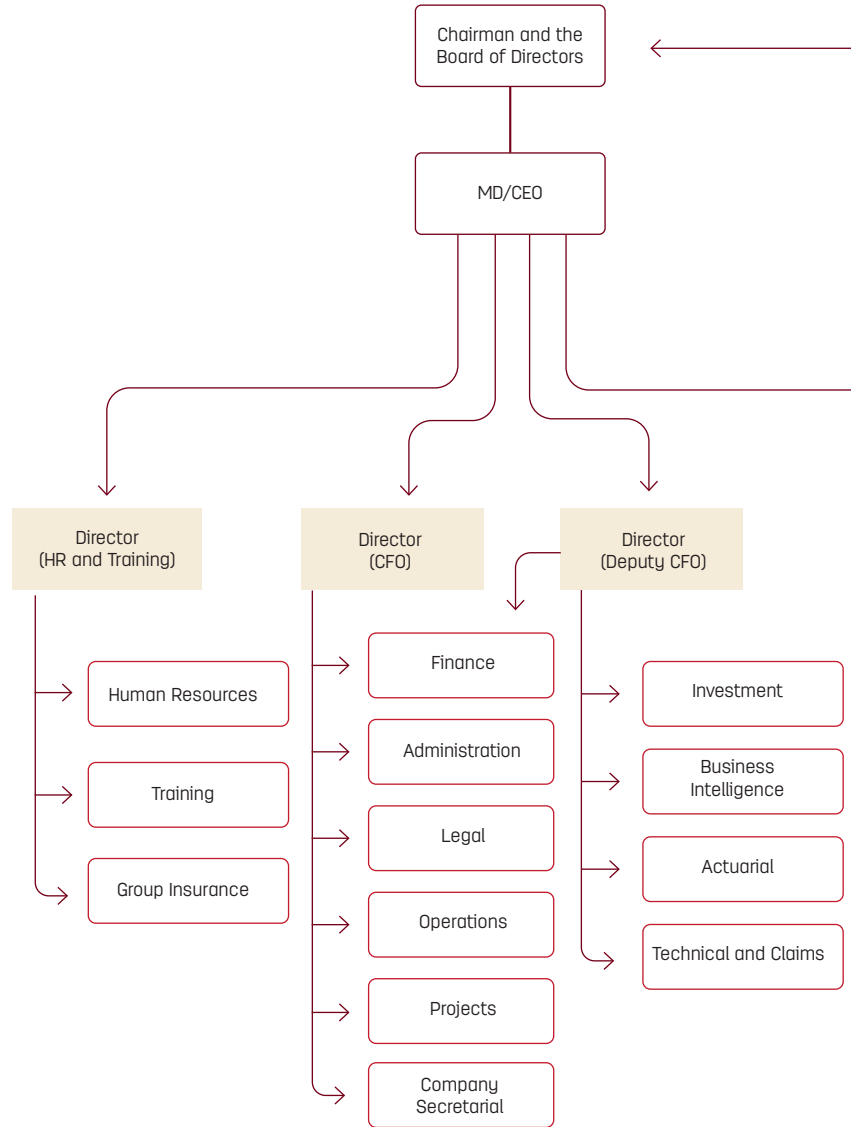 Chairman and the
Board of Directors
MD/CEO
Director
(HR and Training)
Director
(CFO)
Director
(Deputy CFO)
Human Resources
Training
Group Insurance
Finance
Administration
Legal
Operations
Projects
Company
Secretarial
Investment
Business
Intelligence
Actuarial
Technical and Claims